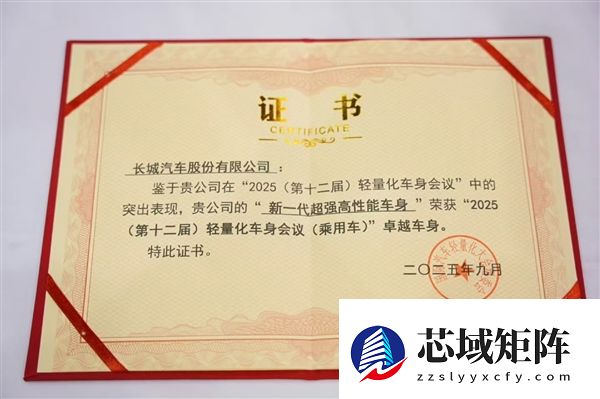 证书
CERTIFICATE
长城汽车股份有限公司：
鉴于贵公司在“2025（第十二届）轻量化车身会议”中的
突出表现，贵公司的“ 新一代超强高性能车身 ”荣获“2025
（第十二届）轻量化车身会议（乘用车）”卓越车身。
特此证书。
二〇二五年九月
芯域矩阵
zzslyyxcfy.com